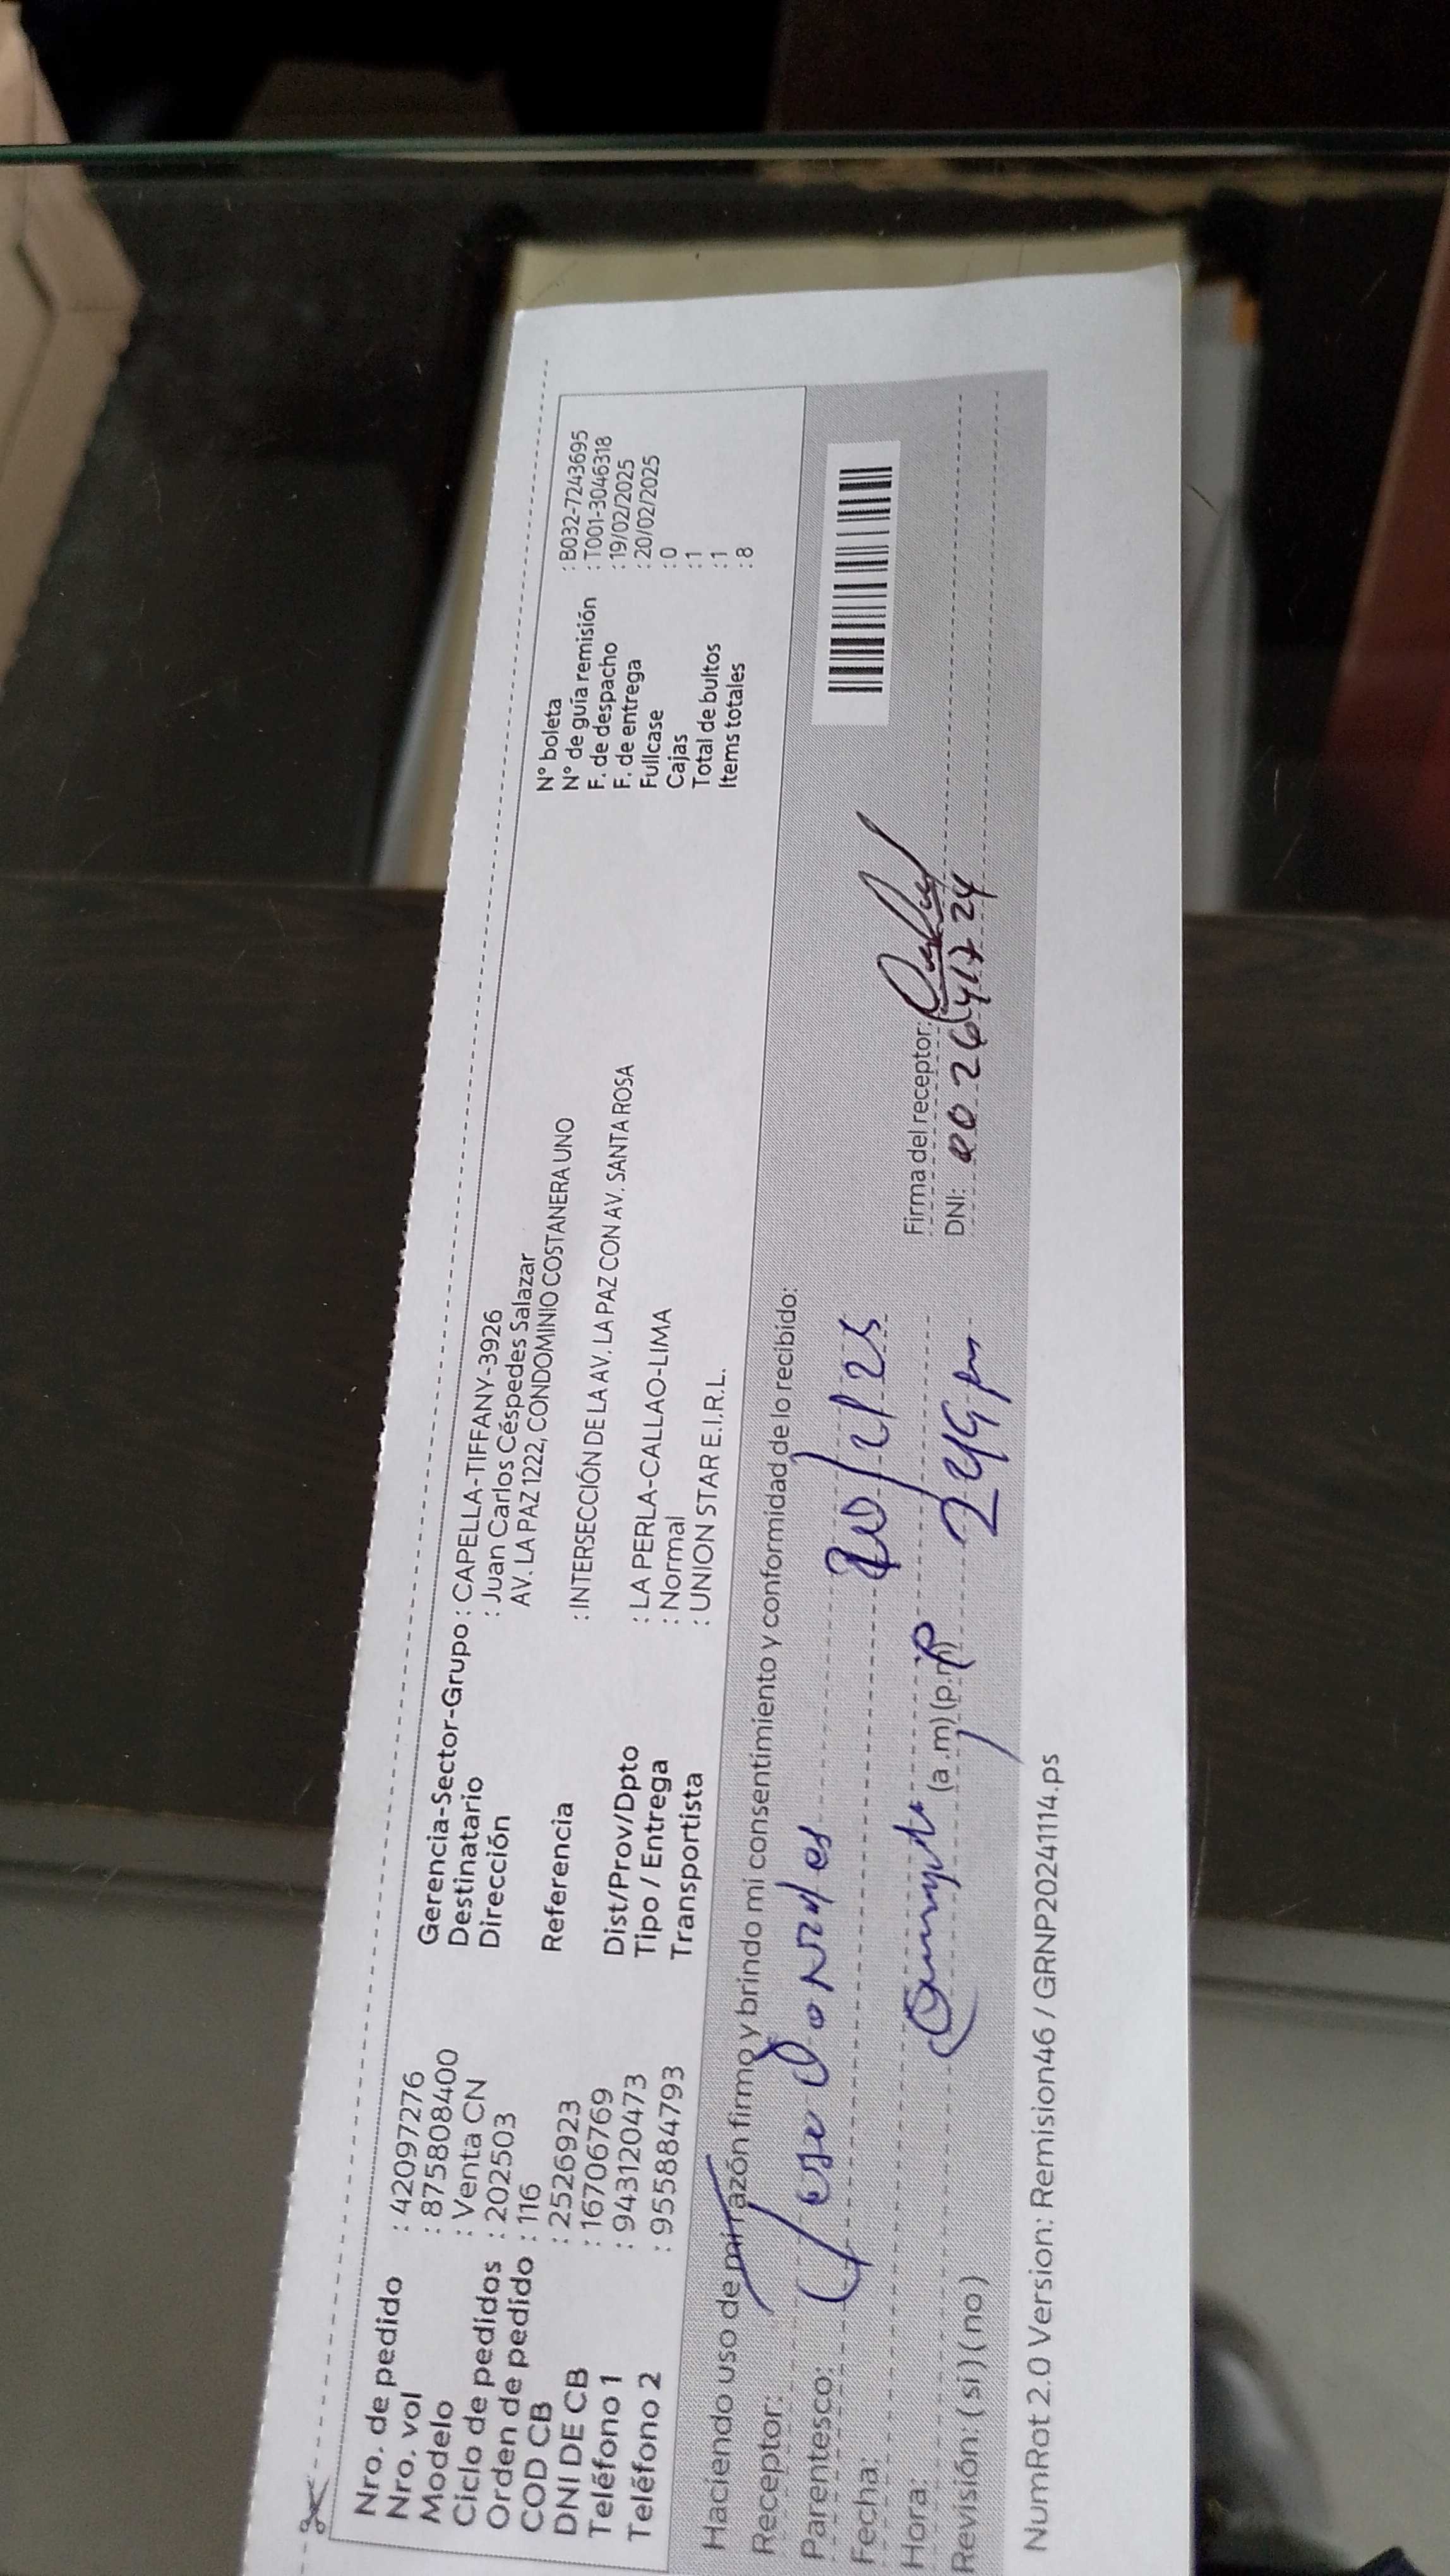 Nro. de pedido : 42097276
Nro. vol : 875808400
Modelo : Venta CN
Ciclo de pedidos : 202503
Orden de pedido : 116
COD CB : 2526923
DNI DE CB : 16706769
Teléfono 1 : 943120473
Teléfono 2 : 955884793
Gerencia-Sector-Grupo : CAPELLA-TIFFANY-3926
Destinatario : Juan Carlos Céspedes Salazar
Dirección AV. LA PAZ 1222, CONDOMINIO COSTANERA UNO
Referencia : INTERSECCIÓN DE LA AV. LA PAZ CON AV. SANTA ROSA
Dist/Prov/Dpto : LA PERLA-CALLAO-LIMA
Tipo / Entrega : Normal
Transportista : UNION STAR E.I.R.L.
N° boleta : B032-7243695
N° de guía remisión : T001-3046318
F. de despacho : 19/02/2025
F. de entrega : 20/02/2025
Fullcase : 0
Cajas : 1
Total de bultos : 1
Items totales : 8
Haciendo uso de mi razón firmo y brindo mi consentimiento y conformidad de lo recibido:
Receptor:
Parentesco:
Fecha: 20/2/25
Hora: (a.m) (p.m) 2
Revisión: (si) (no)
Firma del receptor:
DNI:
NumRot 2.0 Version: Remision46 / GRNP20241114.ps